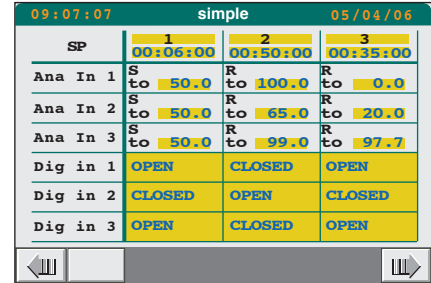 09:07:07 simple 05/04/06
SP 1 2 3
00:06:00 00:50:00 00:35:00
Ana In 1 S to 50.0 R to 100.0 R to 0.0
Ana In 2 S to 50.0 R to 65.0 R to 20.0
Ana In 3 S to 50.0 R to 99.0 R to 97.7
Dig in 1 OPEN CLOSED OPEN
Dig in 2 CLOSED OPEN CLOSED
Dig in 3 OPEN CLOSED OPEN